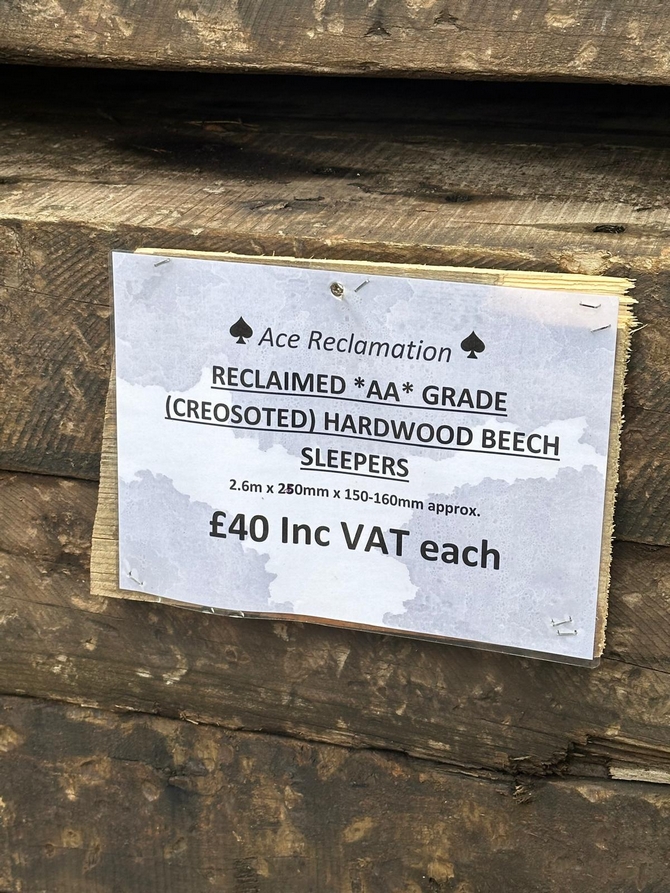 Ace Reclamation
RECLAIMED *AA* GRADE
(CREOSOTED) HARDWOOD BEECH
SLEEPERS
2.6m x 250mm x 150-160mm approx.
£40 Inc VAT each